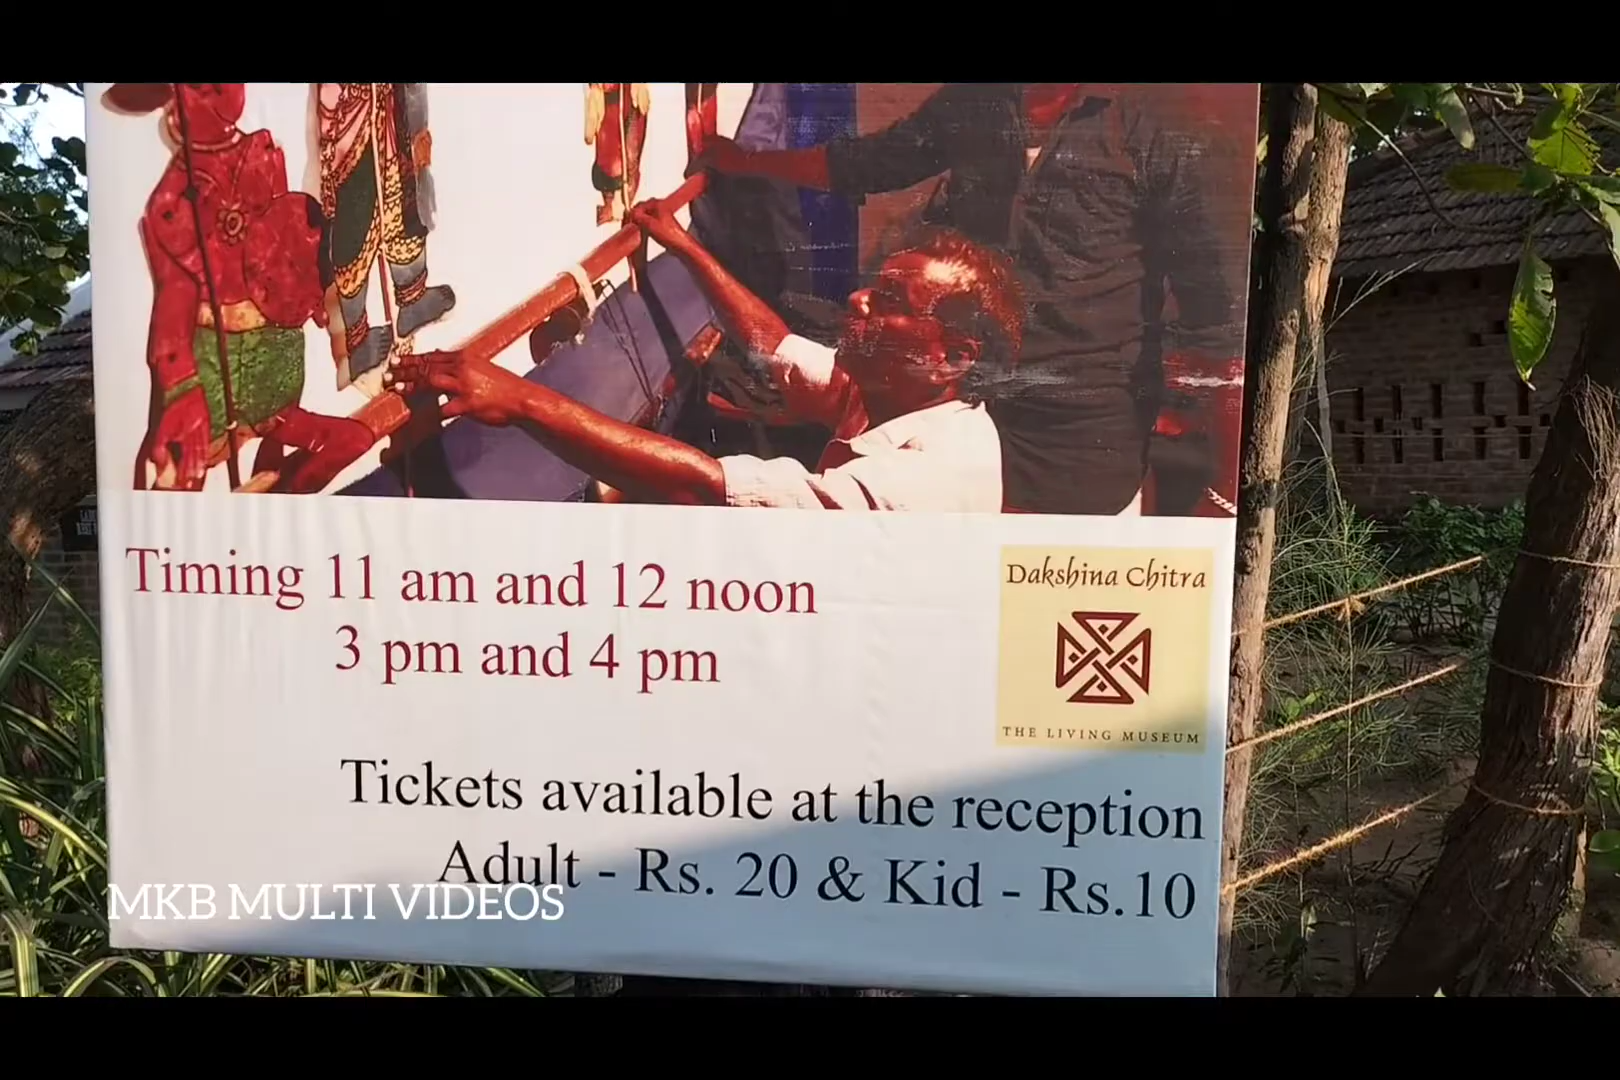 Timing 11 am and 12 noon
3 pm and 4 pm
Dakshina Chitra
THE LIVING MUSEUM
Tickets available at the reception
Adult - Rs. 20 & Kid - Rs.10
MKB MULTI VIDEOS